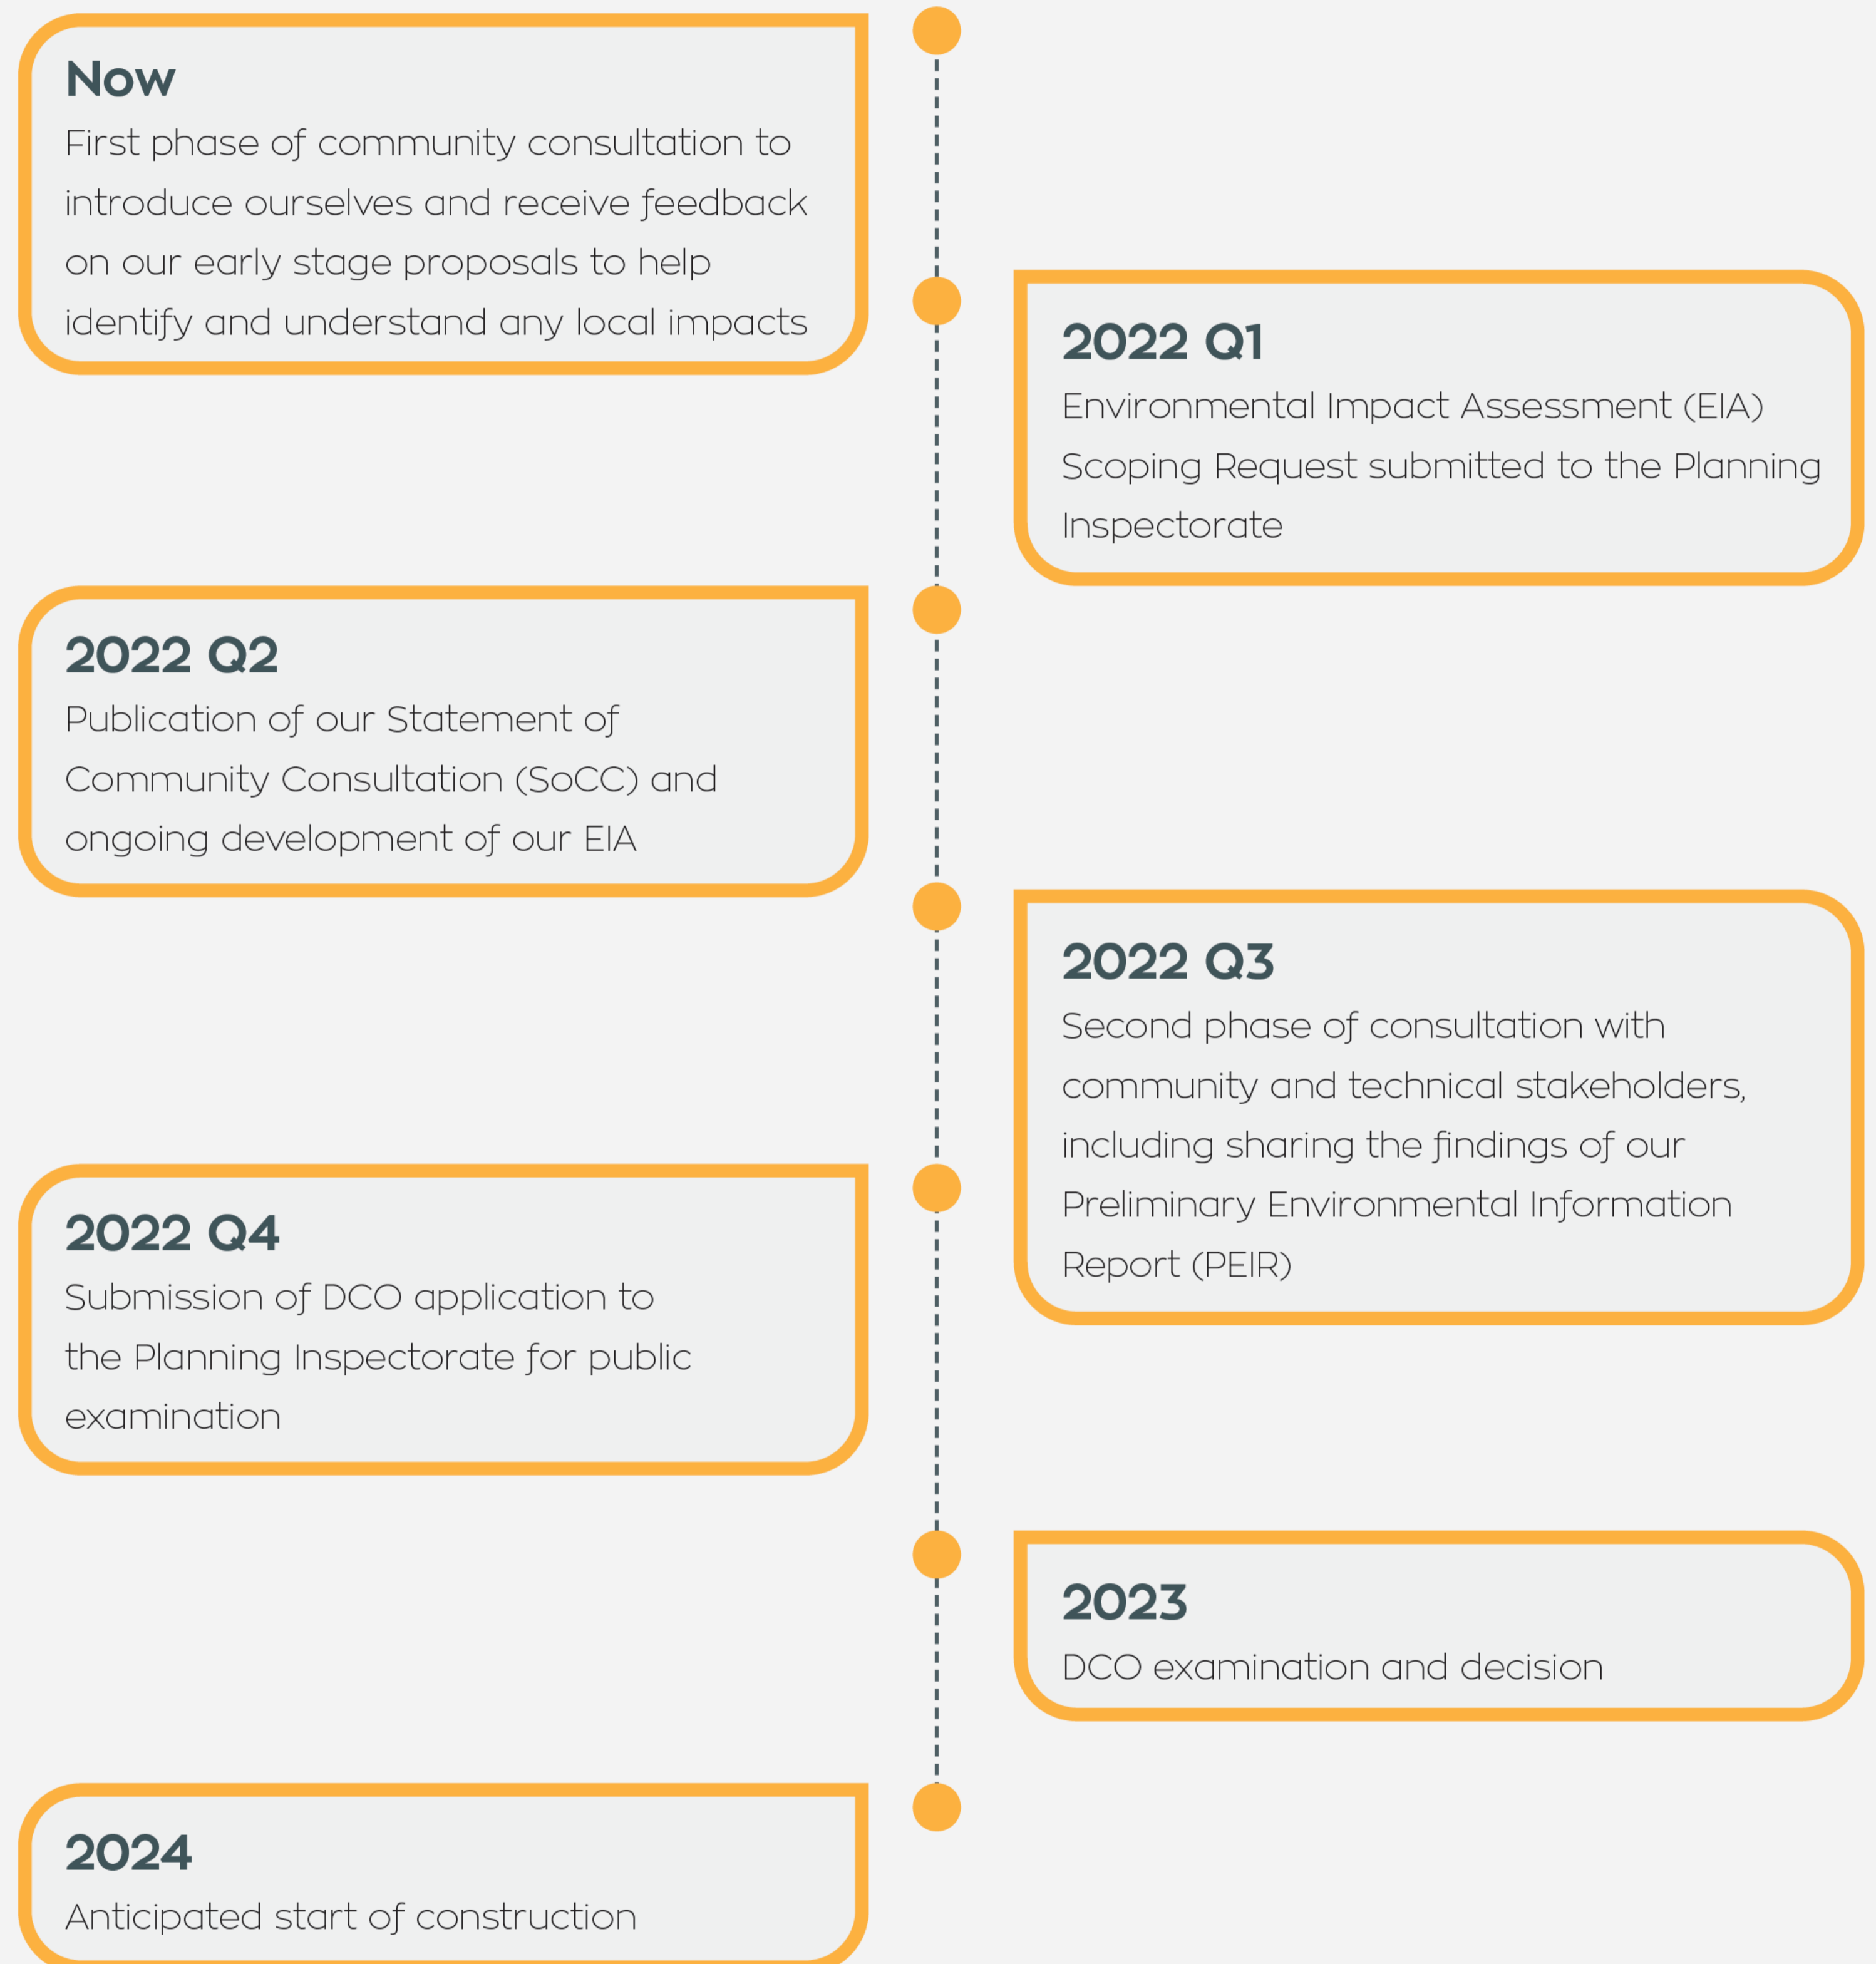 Now
First phase of community consultation to
introduce ourselves and receive feedback
on our early stage proposals to help
identify and understand any local impacts
2022 Q1
Environmental Impact Assessment (EIA)
Scoping Request submitted to the Planning
Inspectorate
2022 Q2
Publication of our Statement of
Community Consultation (SoCC) and
ongoing development of our EIA
2022 Q3
Second phase of consultation with
community and technical stakeholders,
including sharing the findings of our
Preliminary Environmental Information
Report (PEIR)
2022 Q4
Submission of DCO application to
the Planning Inspectorate for public
examination
2023
DCO examination and decision
2024
Anticipated start of construction